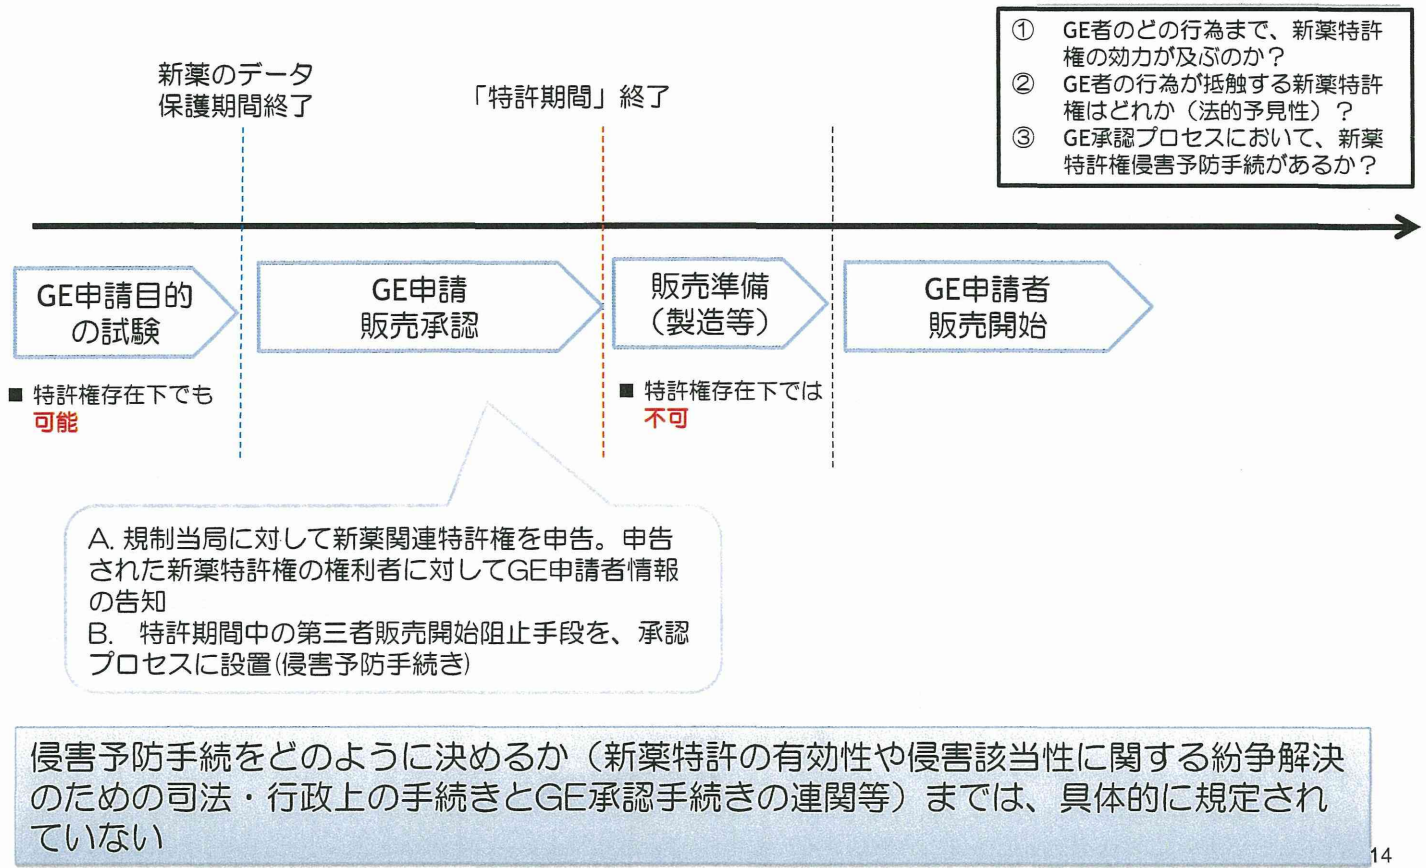 ① GE者のどの行為まで、新薬特許
権の効力が及ぶのか?
② GE者の行為が抵触する新薬特許
権はどれか（法的予見性）?
③ GE承認プロセスにおいて、新薬
特許権侵害予防手続があるか?
新薬のデータ
保護期間終了
「特許期間」終了
GE申請目的
の試験
GE申請
販売承認
販売準備
（製造等）
GE申請者
販売開始
■ 特許権存在下でも
可能
■ 特許権存在下では
不可
A. 規制当局に対して新薬関連特許権を申告。申告
された新薬特許権の権利者に対してGE申請者情報
の告知
B. 特許期間中の第三者販売開始阻止手段を、承認
プロセスに設置(侵害予防手続き)
侵害予防手続をどのように決めるか（新薬特許の有効性や侵害該当性に関する紛争解決
のための司法・行政上の手続きとGE承認手続きの連関等）までは、具体的に規定され
ていない
14